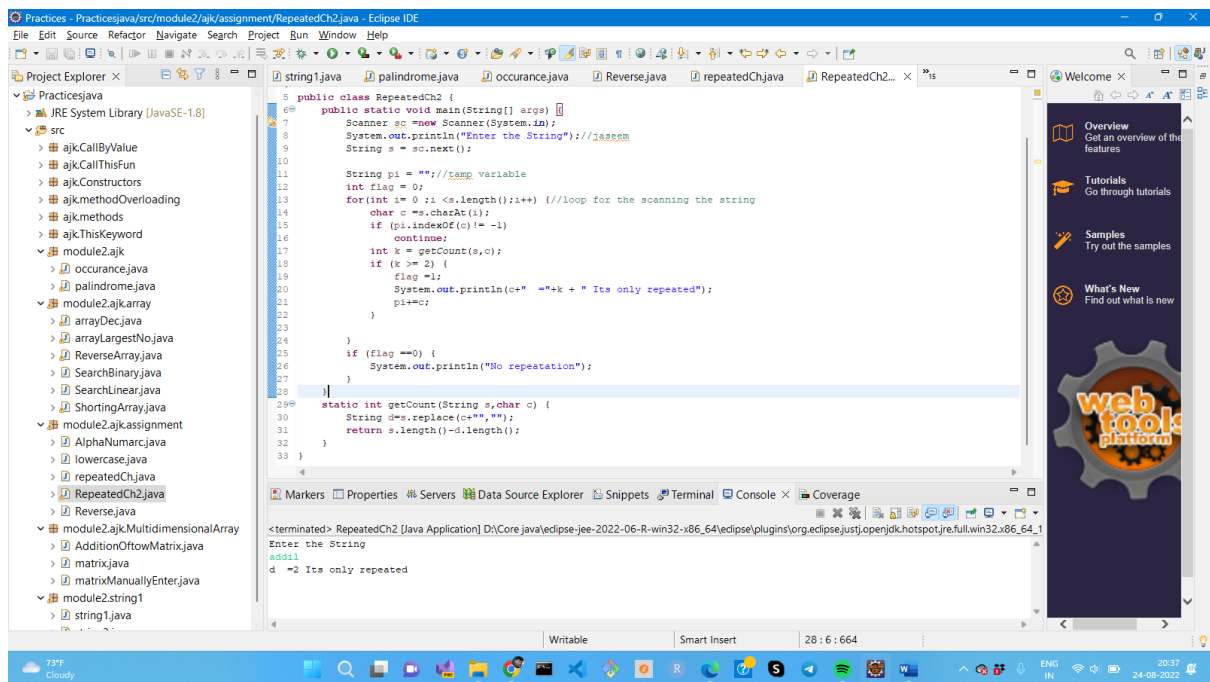 Practices - Practicesjava/src/module2/ajk/assignment/RepeatedCh2.java - Eclipse IDE
File Edit Source Refactor Navigate Search Project Run Window Help
Project Explorer
Practicesjava
JRE System Library [JavaSE-1.8]
src
ajk.CallByValue
ajk.CallThisFun
ajk.Constructors
ajk.methodOverloading
ajk.methods
ajk.ThisKeyword
module2.ajk
occurance.java
palindrome.java
module2.ajk.array
arrayDec.java
arrayLargestNo.java
ReverseArray.java
SearchBinary.java
SearchLinear.java
ShortingArray.java
module2.ajk.assignment
AlphaNumarc.java
lowercase.java
repeatedCh.java
RepeatedCh2.java
Reverse.java
module2.ajk.MultidimensionalArray
AdditionOftowMatrix.java
matrix.java
matrixManuallyEnter.java
module2.string1
string1.java
string1.java palindrome.java occurance.java Reverse.java repeatedCh.java RepeatedCh2... »15
5 public class RepeatedCh2 {
6 public static void main(String[] args) {
7 Scanner sc =new Scanner(System.in);
8 System.out.println("Enter the String");//jaseem
9 String s = sc.next();
10
11 String pi = "";//tamp variable
12 int flag = 0;
13 for(int i= 0 ;i <s.length();i++) {//loop for the scanning the string
14 char c =s.charAt(i);
15 if (pi.indexOf(c)!= -1)
16 continue;
17 int k = getCount(s,c);
18 if (k >= 2) {
19 flag =1;
20 System.out.println(c+"  ="+k + " Its only repeated");
21 pi+=c;
22 }
23
24 }
25 if (flag ==0) {
26 System.out.println("No repeatation");
27 }
28 }
29 static int getCount(String s,char c) {
30 String d=s.replace(c+"","");
31 return s.length()-d.length();
32 }
33 }
Markers Properties Servers Data Source Explorer Snippets Terminal Console Coverage
<terminated> RepeatedCh2 [Java Application] D:\Core java\eclipse-jee-2022-06-R-win32-x86_64\eclipse\plugins\org.eclipse.justj.openjdk.hotspot.jre.full.win32.x86_64_1
Enter the String
addil
d  =2 Its only repeated
Welcome
Overview
Get an overview of the
features
Tutorials
Go through tutorials
Samples
Try out the samples
What's New
Find out what is new
web
tools
platform
Writable Smart Insert 28 : 6 : 664
73°F
Cloudy
ENG
IN
20:37
24-08-2022